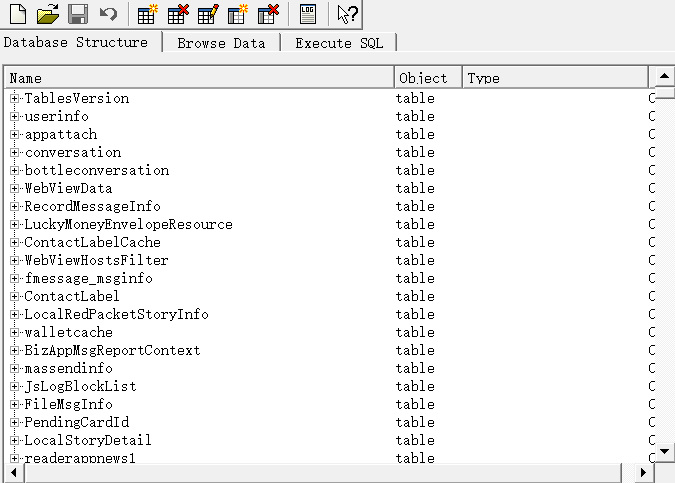 LOG
Database Structure Browse Data Execute SQL
Name Object Type
TablesVersion table
userinfo table
appattach table
conversation table
bottleconversation table
WebViewData table
RecordMessageInfo table
LuckyMoneyEnvelopeResource table
ContactLabelCache table
WebViewHostsFilter table
fmessage_msginfo table
ContactLabel table
LocalRedPacketStoryInfo table
walletcache table
BizAppMsgReportContext table
massendinfo table
JsLogBlockList table
FileMsgInfo table
PendingCardId table
LocalStoryDetail table
readerappnews1 table